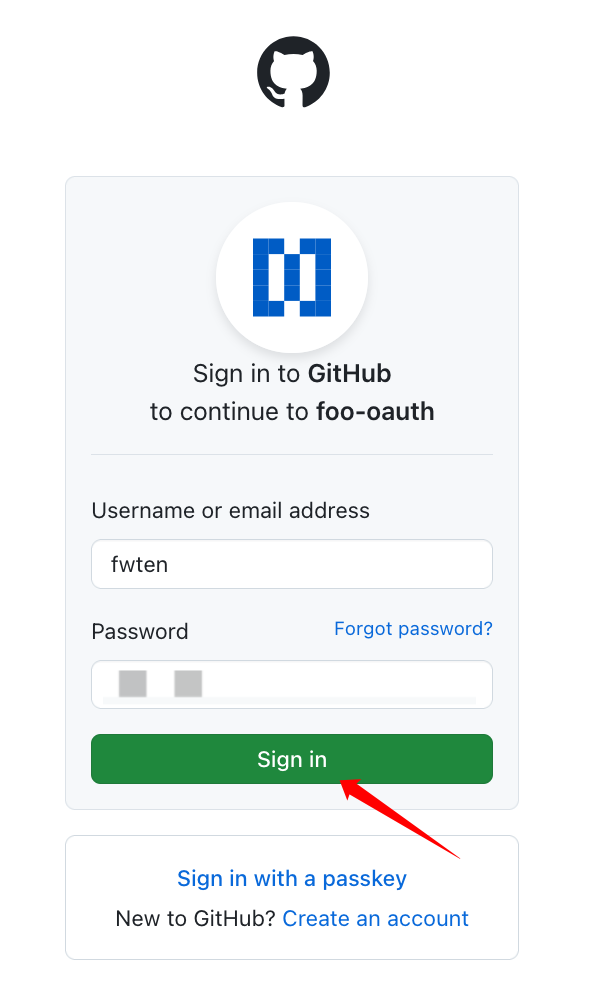 Sign in to GitHub
to continue to foo-oauth
Username or email address
fwten
Password Forgot password?
Sign in
Sign in with a passkey
New to GitHub? Create an account